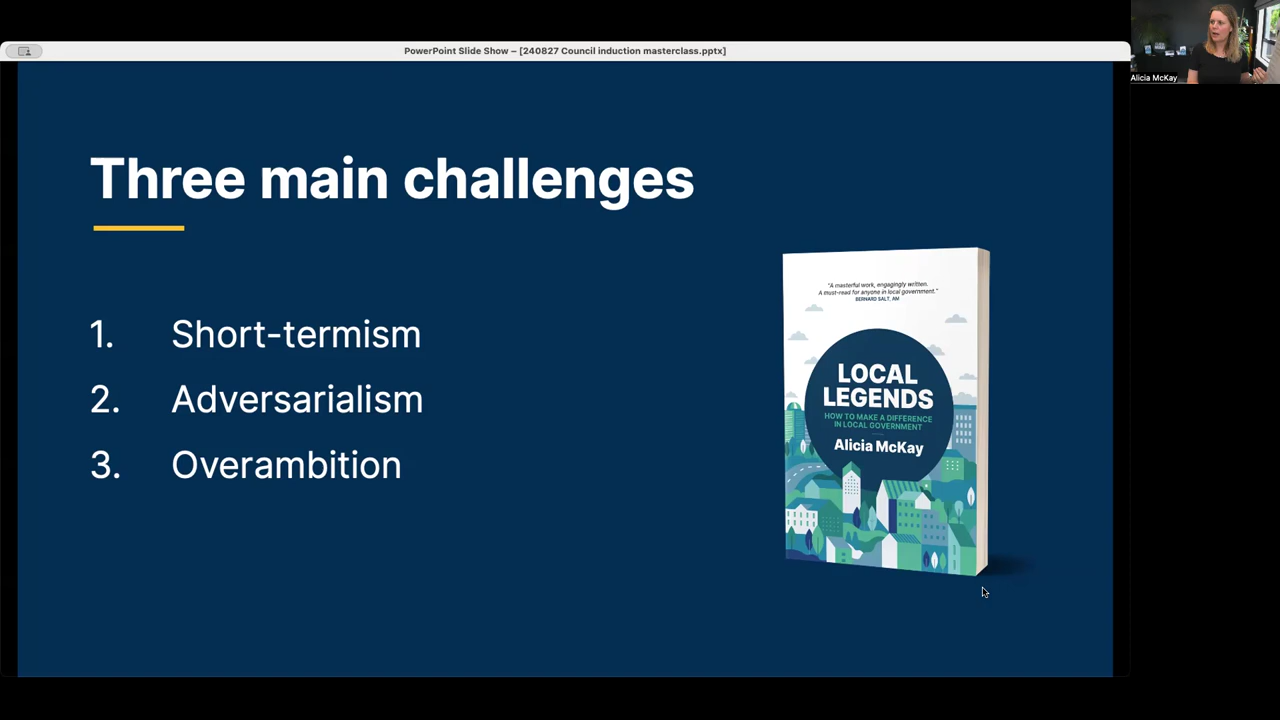 PowerPoint Slide Show – [240827 Council induction masterclass.pptx]
Alicia McKay
Three main challenges
1. Short-termism
2. Adversarialism
3. Overambition
"A masterful work, engagingly written.
A must-read for anyone in local government."
BERNARD SALT, AM
LOCAL
LEGENDS
HOW TO MAKE A DIFFERENCE
IN LOCAL GOVERNMENT
Alicia McKay